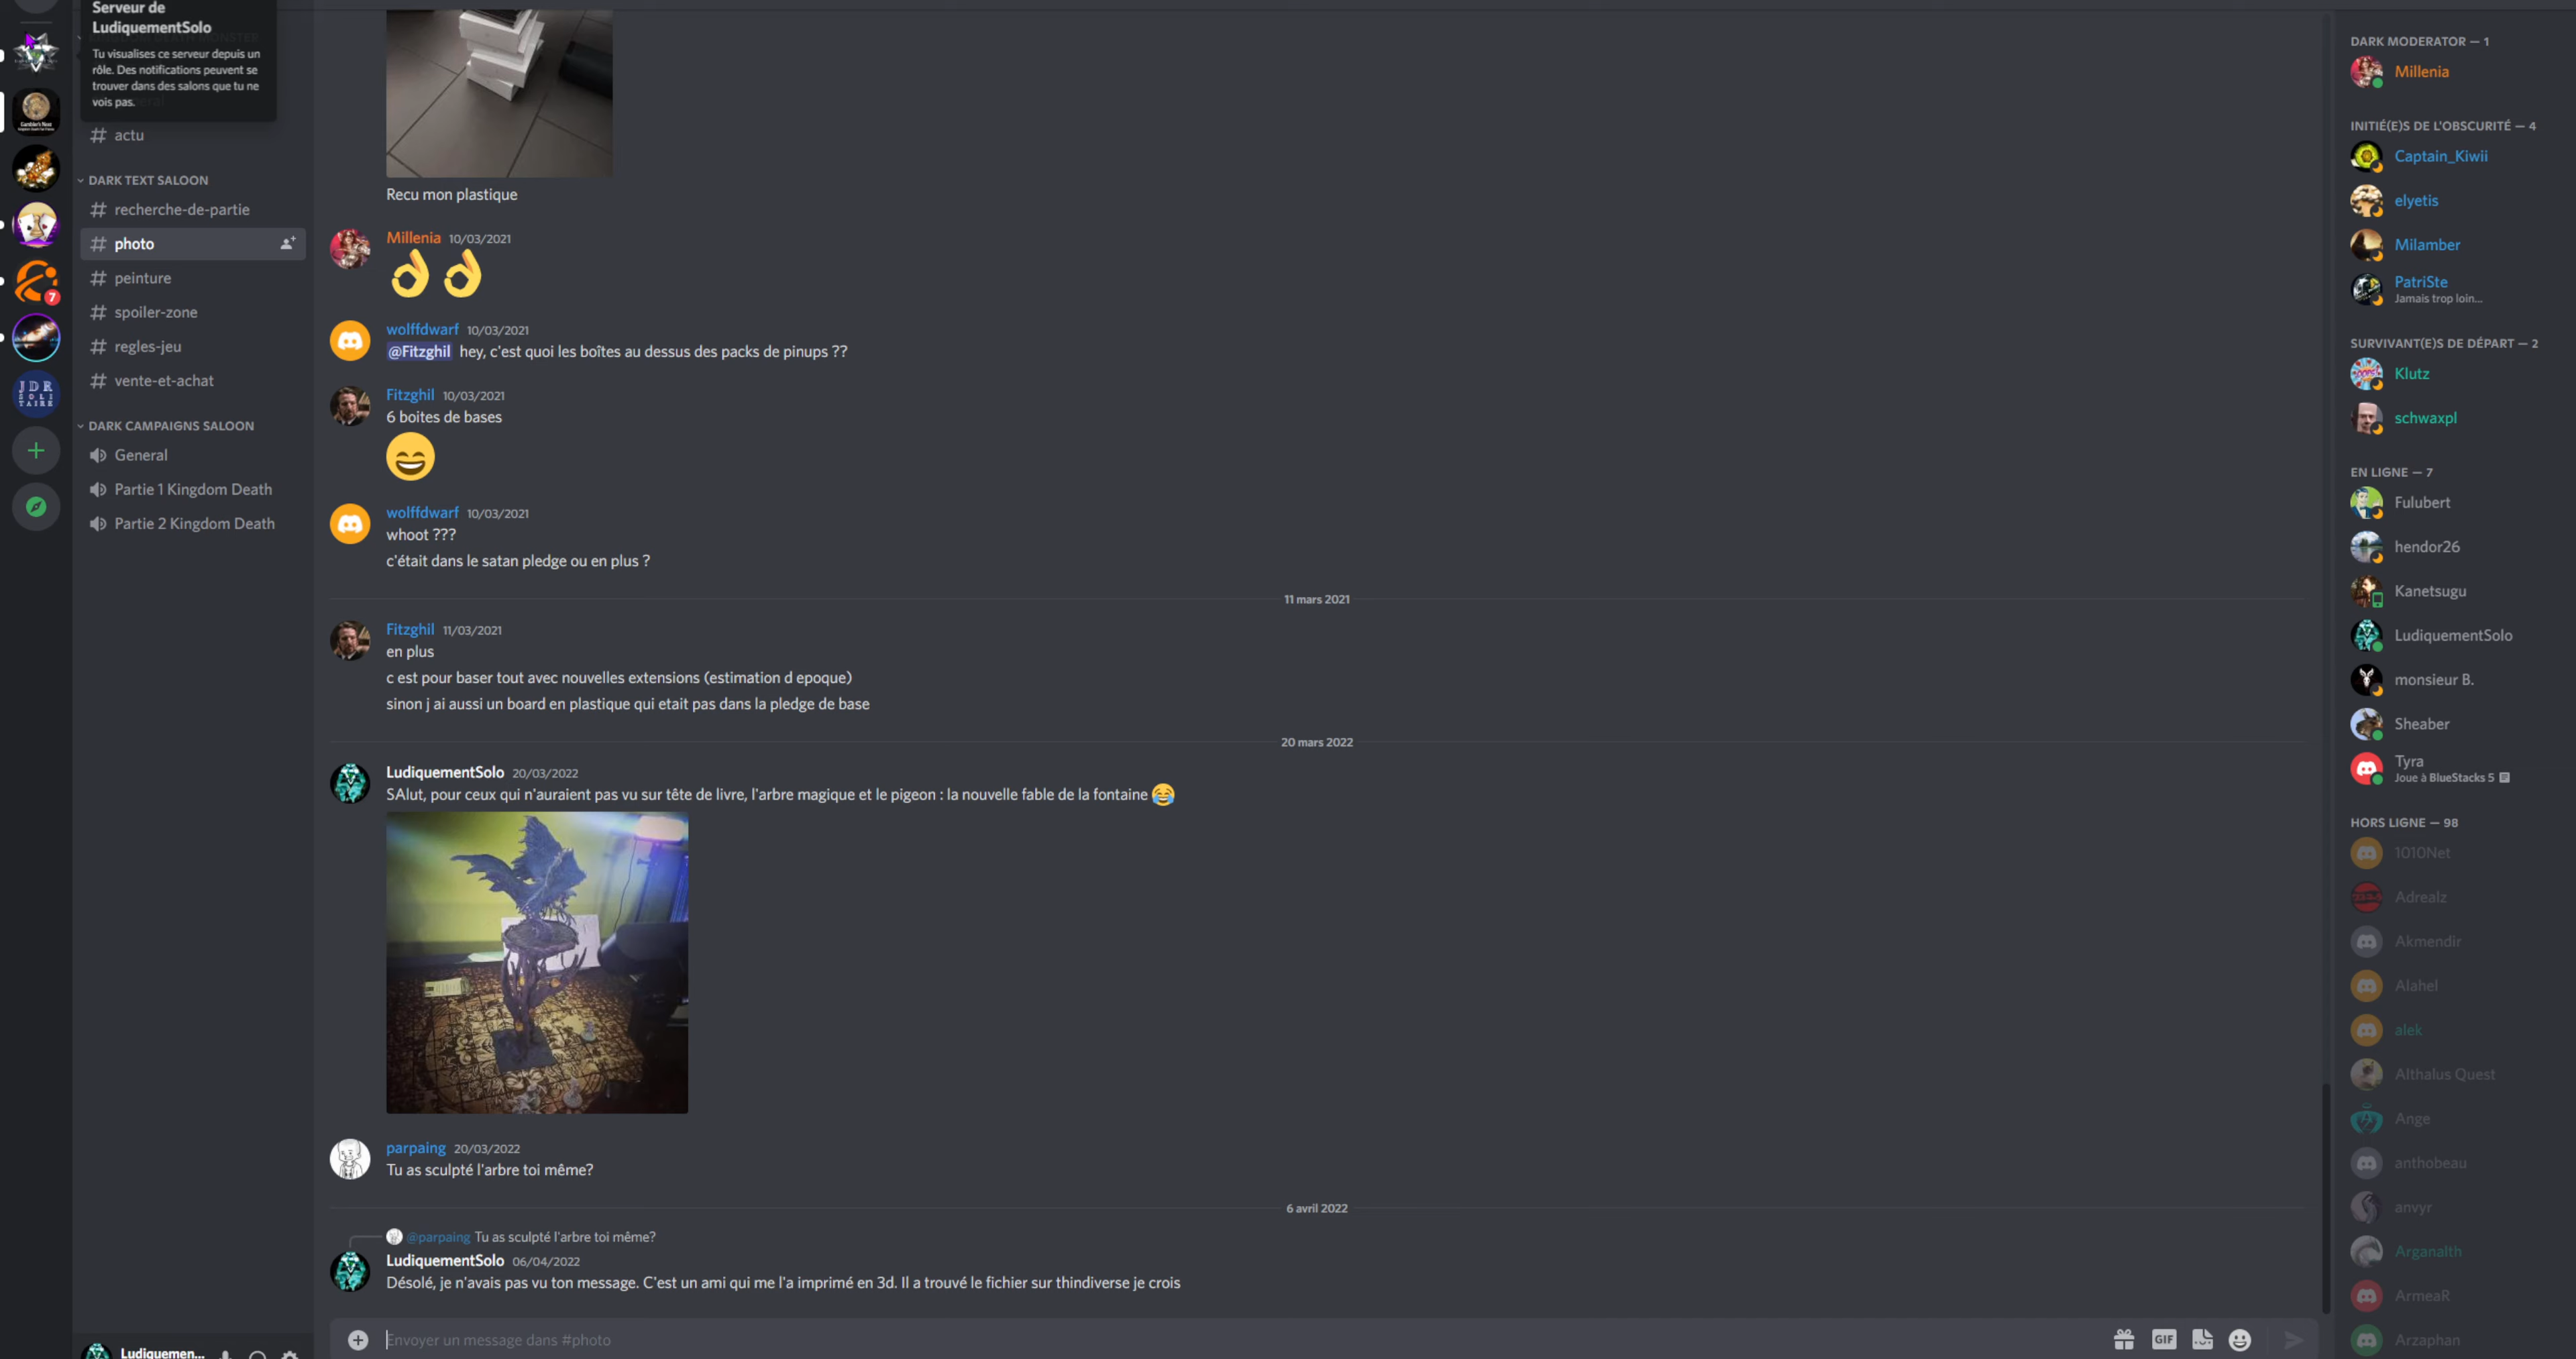 Serveur de
LudiquementSolo
Tu visualises ce serveur depuis un
rôle. Des notifications peuvent se
trouver dans des salons que tu ne
vois pas.
Gambler's Nest
7
JDR
SOLI
TAIRE
# actu
DARK TEXT SALOON
# recherche-de-partie
# photo
# peinture
# spoiler-zone
# regles-jeu
# vente-et-achat
DARK CAMPAIGNS SALOON
General
Partie 1 Kingdom Death
Partie 2 Kingdom Death
Ludiquemen...
Recu mon plastique
Millenia 10/03/2021
👌👌
wolffdwarf 10/03/2021
@Fitzghil hey, c'est quoi les boîtes au dessus des packs de pinups ??
Fitzghil 10/03/2021
6 boites de bases
😄
wolffdwarf 10/03/2021
whoot ???
c'était dans le satan pledge ou en plus ?
11 mars 2021
Fitzghil 11/03/2021
en plus
c est pour baser tout avec nouvelles extensions (estimation d epoque)
sinon j ai aussi un board en plastique qui etait pas dans la pledge de base
20 mars 2022
LudiquementSolo 20/03/2022
SAlut, pour ceux qui n'auraient pas vu sur tête de livre, l'arbre magique et le pigeon : la nouvelle fable de la fontaine 😂
parpaing 20/03/2022
Tu as sculpté l'arbre toi même?
6 avril 2022
@parpaing Tu as sculpté l'arbre toi même?
LudiquementSolo 06/04/2022
Désolé, je n'avais pas vu ton message. C'est un ami qui me l'a imprimé en 3d. Il a trouvé le fichier sur thindiverse je crois
Envoyer un message dans #photo
GIF
DARK MODERATOR — 1
Millenia
INITIÉ(E)S DE L'OBSCURITÉ — 4
Captain_Kiwii
elyetis
Milamber
PatriSte
Jamais trop loin...
SURVIVANT(E)S DE DÉPART — 2
Klutz
schwaxpl
EN LIGNE — 7
Fulubert
hendor26
Kanetsugu
LudiquementSolo
monsieur B.
Sheaber
Tyra
Joue à BlueStacks 5
HORS LIGNE — 98
1010Net
Adrealz
Akmendir
Alahel
alek
Althalus Quest
Ange
anthobeau
anvyr
Arganalth
ArmeaR
Arzaphan